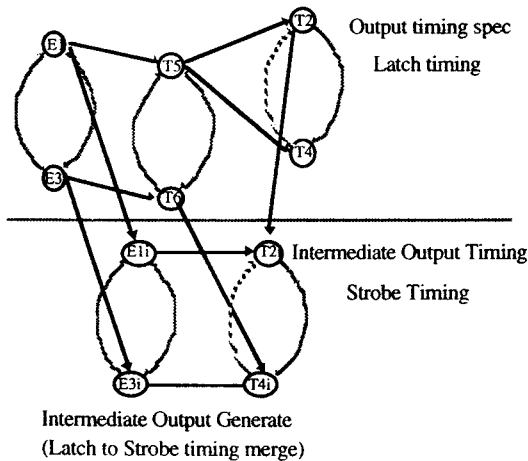 T2
E1
Output timing spec
T5
Latch timing
T4
E3
T6
E1i
T2i
Intermediate Output Timing
Strobe Timing
E3i
T4i
Intermediate Output Generate
(Latch to Strobe timing merge)